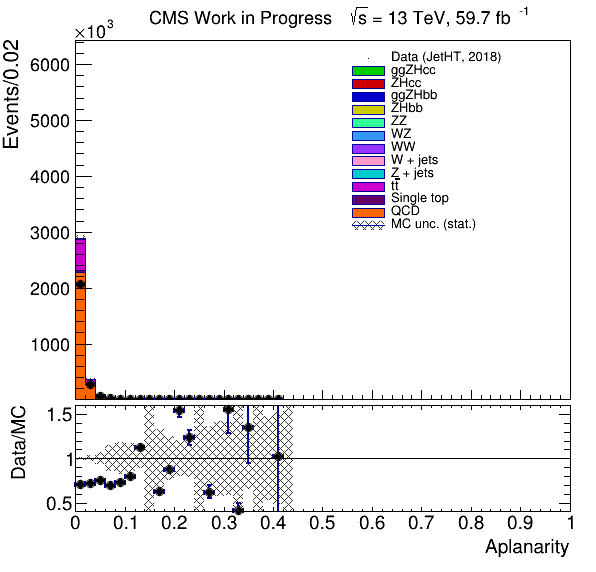 CMS Work in Progress √s = 13 TeV, 59.7 fb⁻¹
×10³
Events/0.02
6000
5000
4000
3000
2000
1000
Data (JetHT, 2018)
ggZHcc
ZHcc
ggZHbb
ZHbb
ZZ
WZ
WW
W + jets
Z + jets
tt̅
Single top
QCD
MC unc. (stat.)
Data/MC
1.5
1
0.5
0 0.1 0.2 0.3 0.4 0.5 0.6 0.7 0.8 0.9 1
Aplanarity